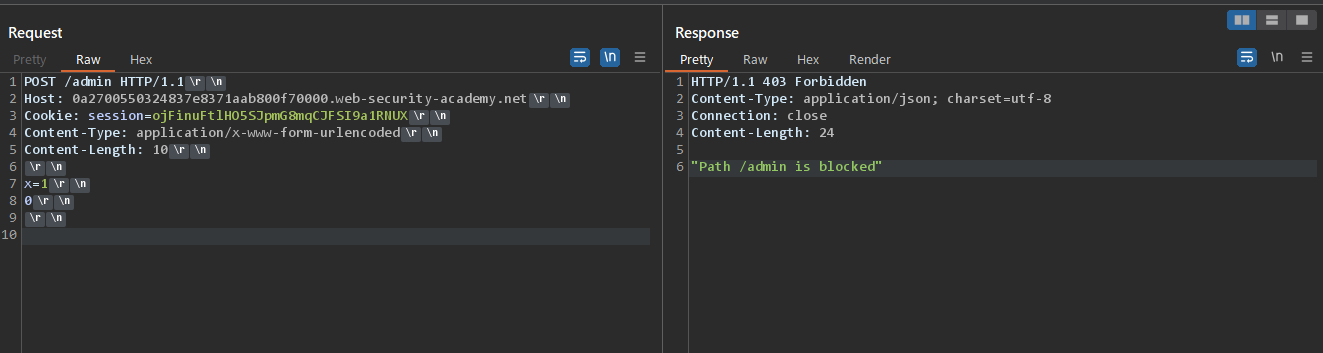 Request
Pretty Raw Hex
\n
1 POST /admin HTTP/1.1 \r \n
2 Host: 0a2700550324837e8371aab800f70000.web-security-academy.net \r \n
3 Cookie: session=ojFinuFtlHO5SJpmG8mqCJFSI9a1RNUX \r \n
4 Content-Type: application/x-www-form-urlencoded \r \n
5 Content-Length: 10 \r \n
6 \r \n
7 x=1 \r \n
8 0 \r \n
9 \r \n
10
Response
Pretty Raw Hex Render
\n
1 HTTP/1.1 403 Forbidden
2 Content-Type: application/json; charset=utf-8
3 Connection: close
4 Content-Length: 24
5
6 "Path /admin is blocked"